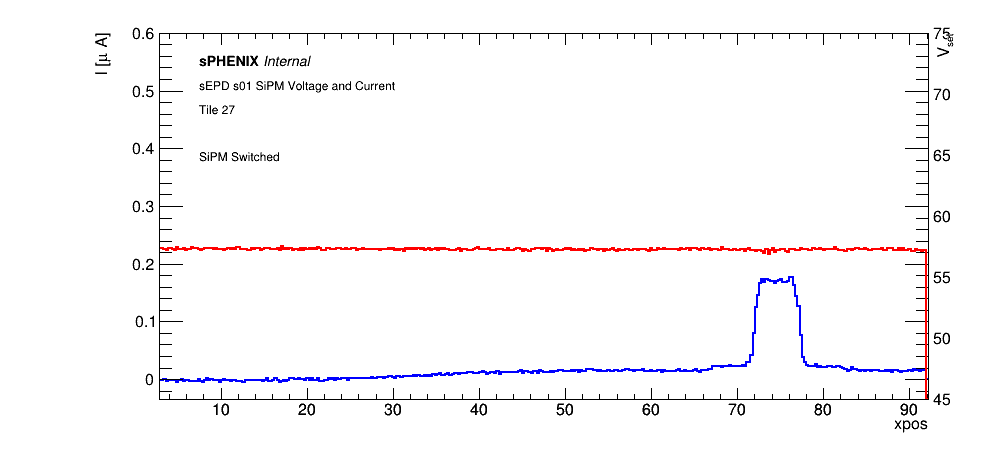 I [μ A]
0.6
0.5
0.4
0.3
0.2
0.1
0
sPHENIX Internal
sEPD s01 SiPM Voltage and Current
Tile 27
SiPM Switched
75
70
65
60
55
50
45
V set
10 20 30 40 50 60 70 80 90
xpos